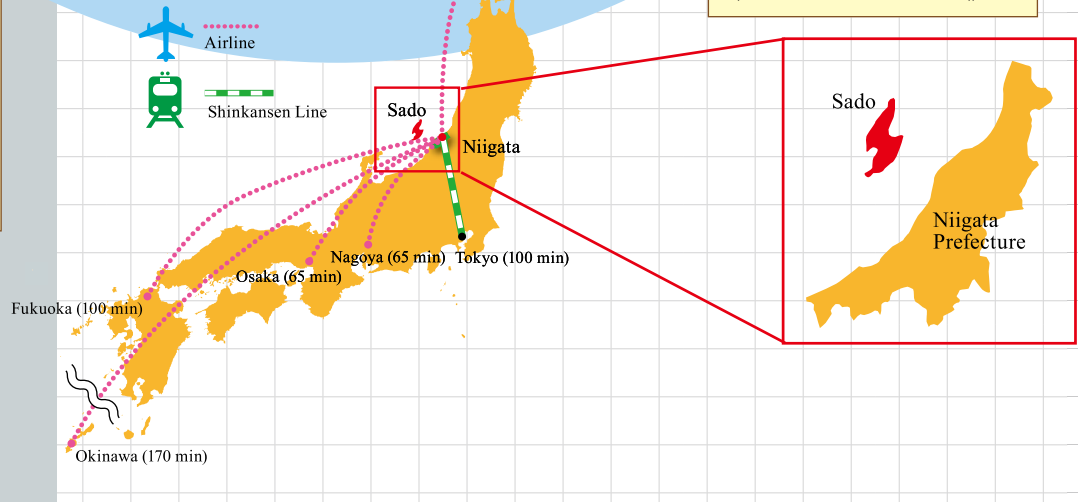 Airline
Shinkansen Line
Sado
Niigata
Nagoya (65 min)
Tokyo (100 min)
Osaka (65 min)
Fukuoka (100 min)
Okinawa (170 min)
Sado
Niigata
Prefecture